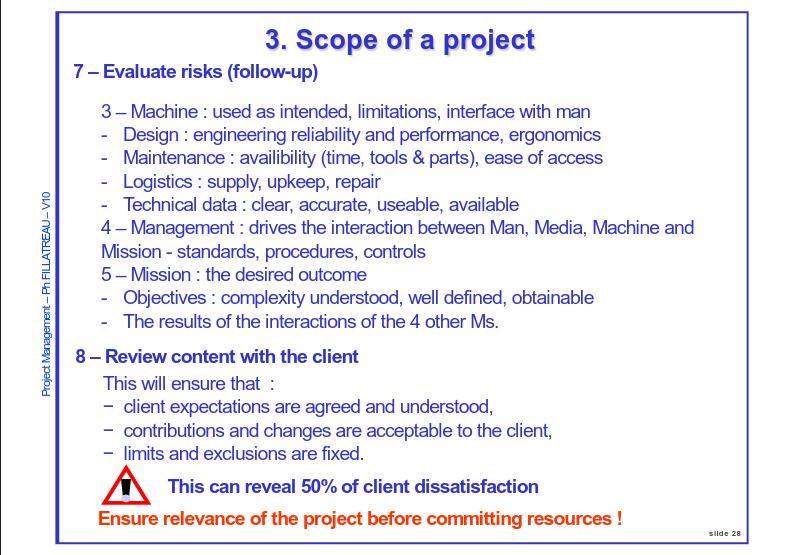 3. Scope of a project
7 – Evaluate risks (follow-up)
3 – Machine : used as intended, limitations, interface with man
- Design : engineering reliability and performance, ergonomics
- Maintenance : availibility (time, tools & parts), ease of access
- Logistics : supply, upkeep, repair
- Technical data : clear, accurate, useable, available
4 – Management : drives the interaction between Man, Media, Machine and
Mission - standards, procedures, controls
5 – Mission : the desired outcome
- Objectives : complexity understood, well defined, obtainable
- The results of the interactions of the 4 other Ms.
8 – Review content with the client
This will ensure that :
− client expectations are agreed and understood,
− contributions and changes are acceptable to the client,
− limits and exclusions are fixed.
This can reveal 50% of client dissatisfaction
Ensure relevance of the project before committing resources !
slide 28
Project Management – Ph FILLATREAU – V10